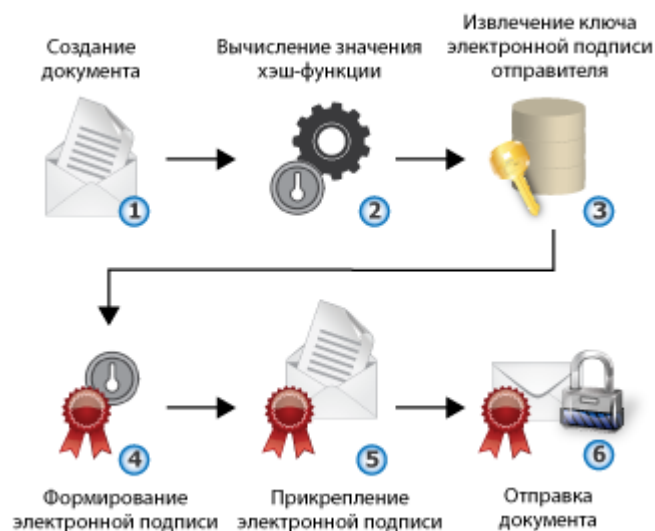 Создание
документа
Вычисление значения
хэш-функции
Извлечение ключа
электронной подписи
отправителя
1
2
3
4
5
6
Формирование
электронной подписи
Прикрепление
электронной подписи
Отправка
документа